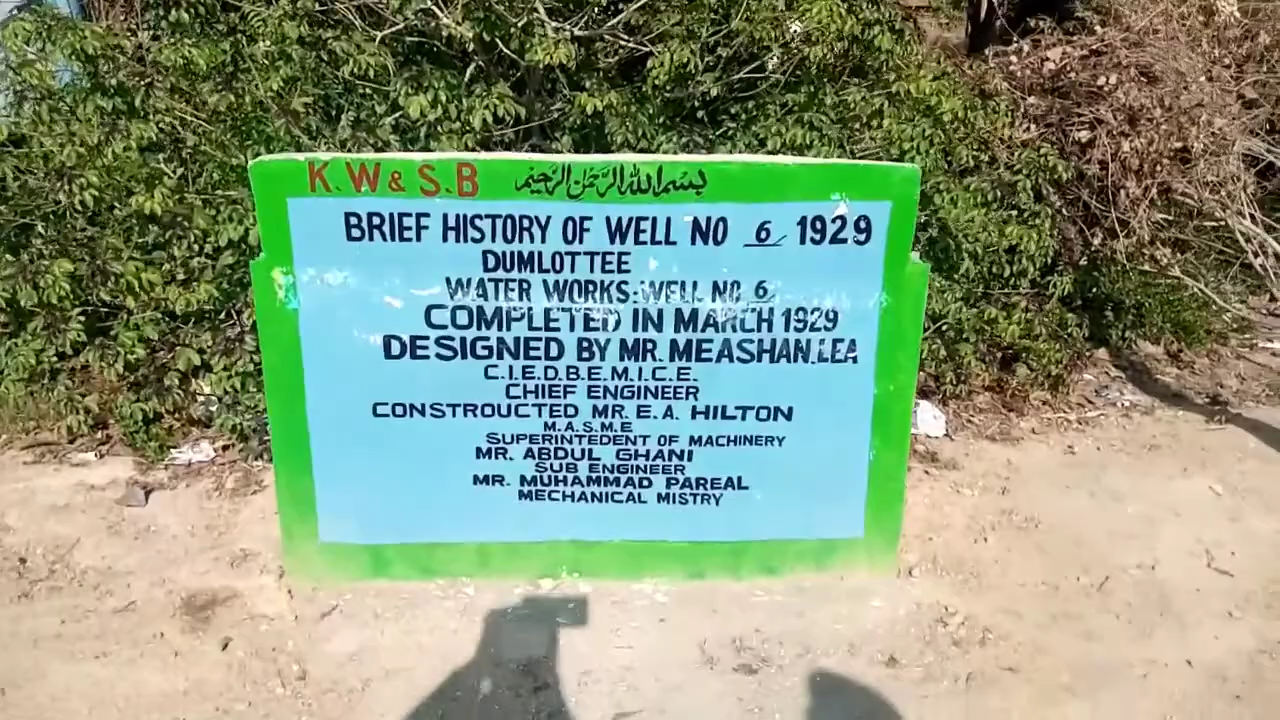 K.W & S.B بسم الله الرحمن الرحيم
BRIEF HISTORY OF WELL NO 6 1929
DUMLOTTEE
WATER WORKS:WELL NO 6
COMPLETED IN MARCH 1929
DESIGNED BY MR. MEASHAN.LEA
C.I.E.D.B.E.M.I.C.E.
CHIEF ENGINEER
CONSTROUCTED MR. E.A. HILTON
M.A.S.M.E
SUPERINTEDENT OF MACHINERY
MR. ABDUL GHANI
SUB ENGINEER
MR. MUHAMMAD PAREAL
MECHANICAL MISTRY